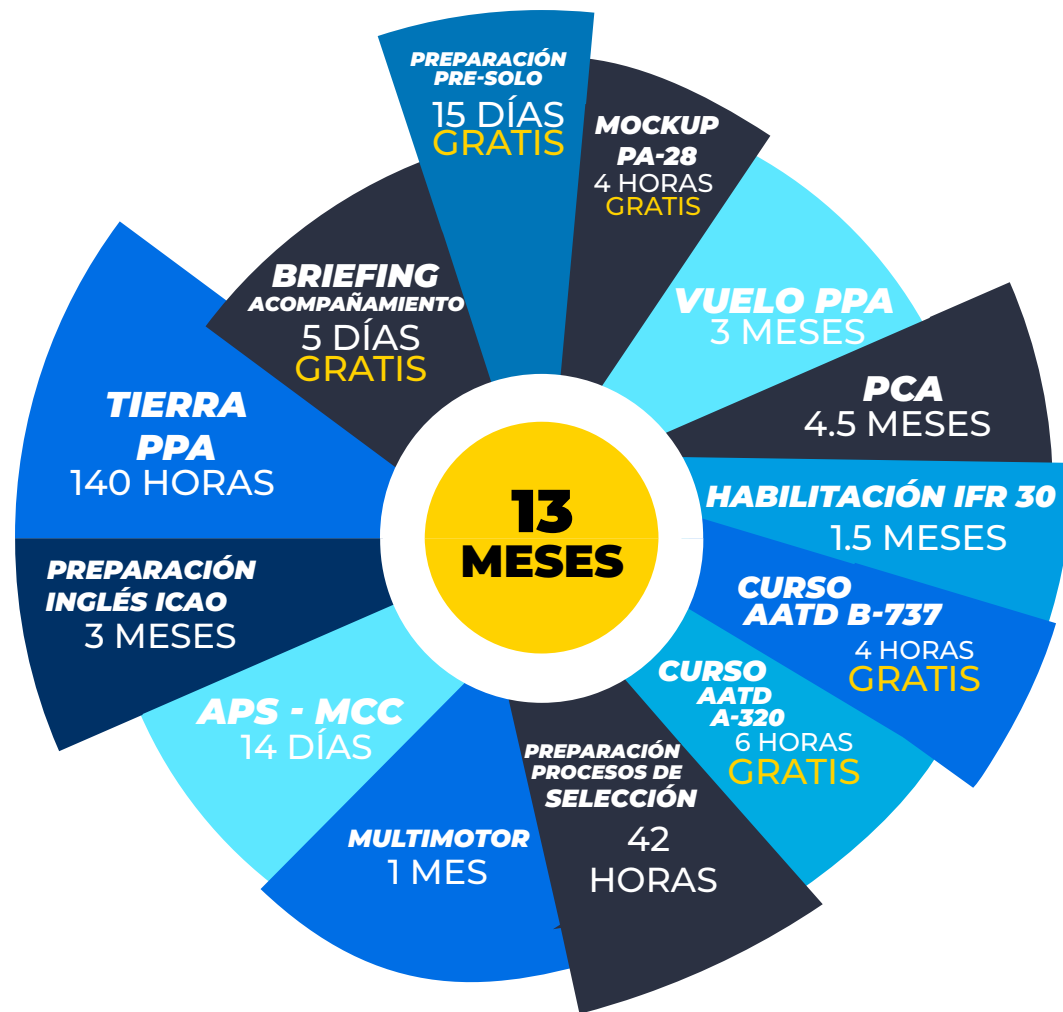 PREPARACIÓN
PRE-SOLO
15 DÍAS
GRATIS
MOCKUP
PA-28
4 HORAS
GRATIS
VUELO PPA
3 MESES
PCA
4.5 MESES
HABILITACIÓN IFR 30
1.5 MESES
CURSO
AATD B-737
4 HORAS
GRATIS
CURSO
AATD
A-320
6 HORAS
GRATIS
PREPARACIÓN
PROCESOS DE
SELECCIÓN
42
HORAS
MULTIMOTOR
1 MES
APS - MCC
14 DÍAS
PREPARACIÓN
INGLÉS ICAO
3 MESES
TIERRA
PPA
140 HORAS
BRIEFING
ACOMPAÑAMIENTO
5 DÍAS
GRATIS
13
MESES